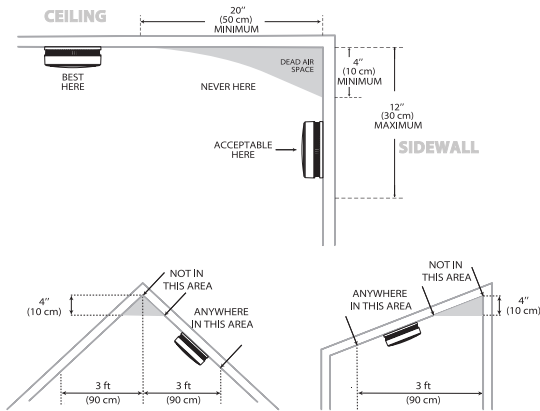 CEILING
20"
(50 cm)
MINIMUM
BEST
HERE
NEVER HERE
DEAD AIR
SPACE
4"
(10 cm)
MINIMUM
12"
(30 cm)
MAXIMUM
ACCEPTABLE
HERE
SIDEWALL
NOT IN
THIS AREA
4"
(10 cm)
ANYWHERE
IN THIS AREA
3 ft
(90 cm)
3 ft
(90 cm)
NOT IN
THIS AREA
ANYWHERE
IN THIS AREA
4"
(10 cm)
3 ft
(90 cm)